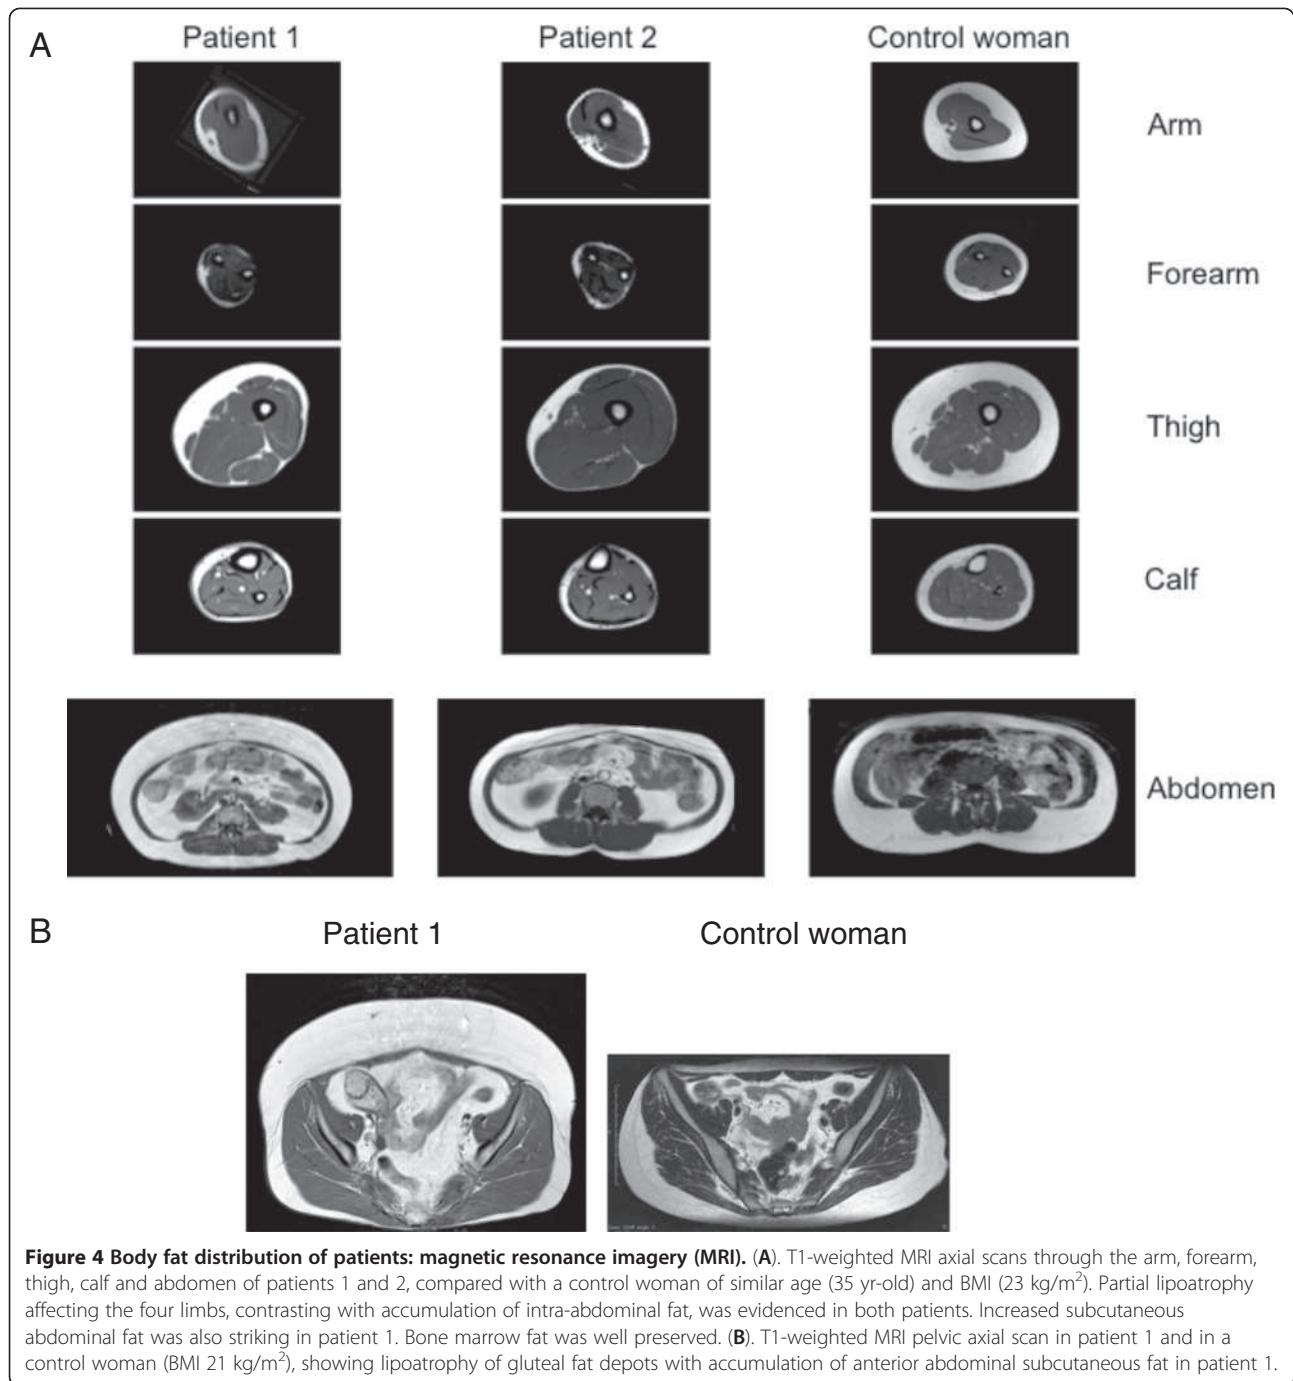 A
Patient 1
Patient 2
Control woman
Arm
Forearm
Thigh
Calf
Abdomen
B
Patient 1
Control woman
Figure 4 Body fat distribution of patients: magnetic resonance imagery (MRI). (A). T1-weighted MRI axial scans through the arm, forearm,
thigh, calf and abdomen of patients 1 and 2, compared with a control woman of similar age (35 yr-old) and BMI (23 kg/m²). Partial lipoatrophy
affecting the four limbs, contrasting with accumulation of intra-abdominal fat, was evidenced in both patients. Increased subcutaneous
abdominal fat was also striking in patient 1. Bone marrow fat was well preserved. (B). T1-weighted MRI pelvic axial scan in patient 1 and in a
control woman (BMI 21 kg/m²), showing lipoatrophy of gluteal fat depots with accumulation of anterior abdominal subcutaneous fat in patient 1.